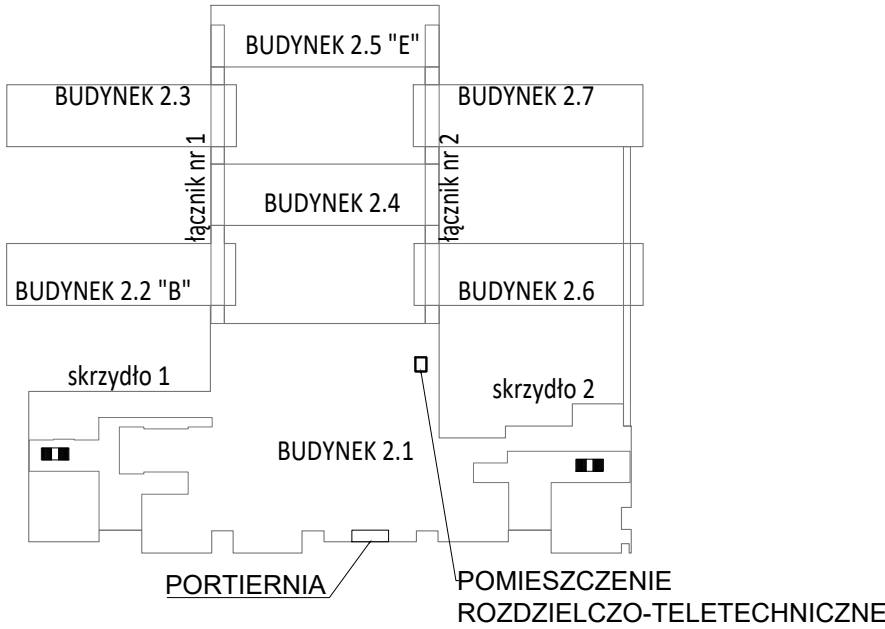 BUDYNEK 2.5 "E"
BUDYNEK 2.3
BUDYNEK 2.7
łącznik nr 1
łącznik nr 2
BUDYNEK 2.4
BUDYNEK 2.2 "B"
BUDYNEK 2.6
skrzydło 1
skrzydło 2
BUDYNEK 2.1
PORTIERNIA
POMIESZCZENIE
ROZDZIELCZO-TELETECHNICZNE